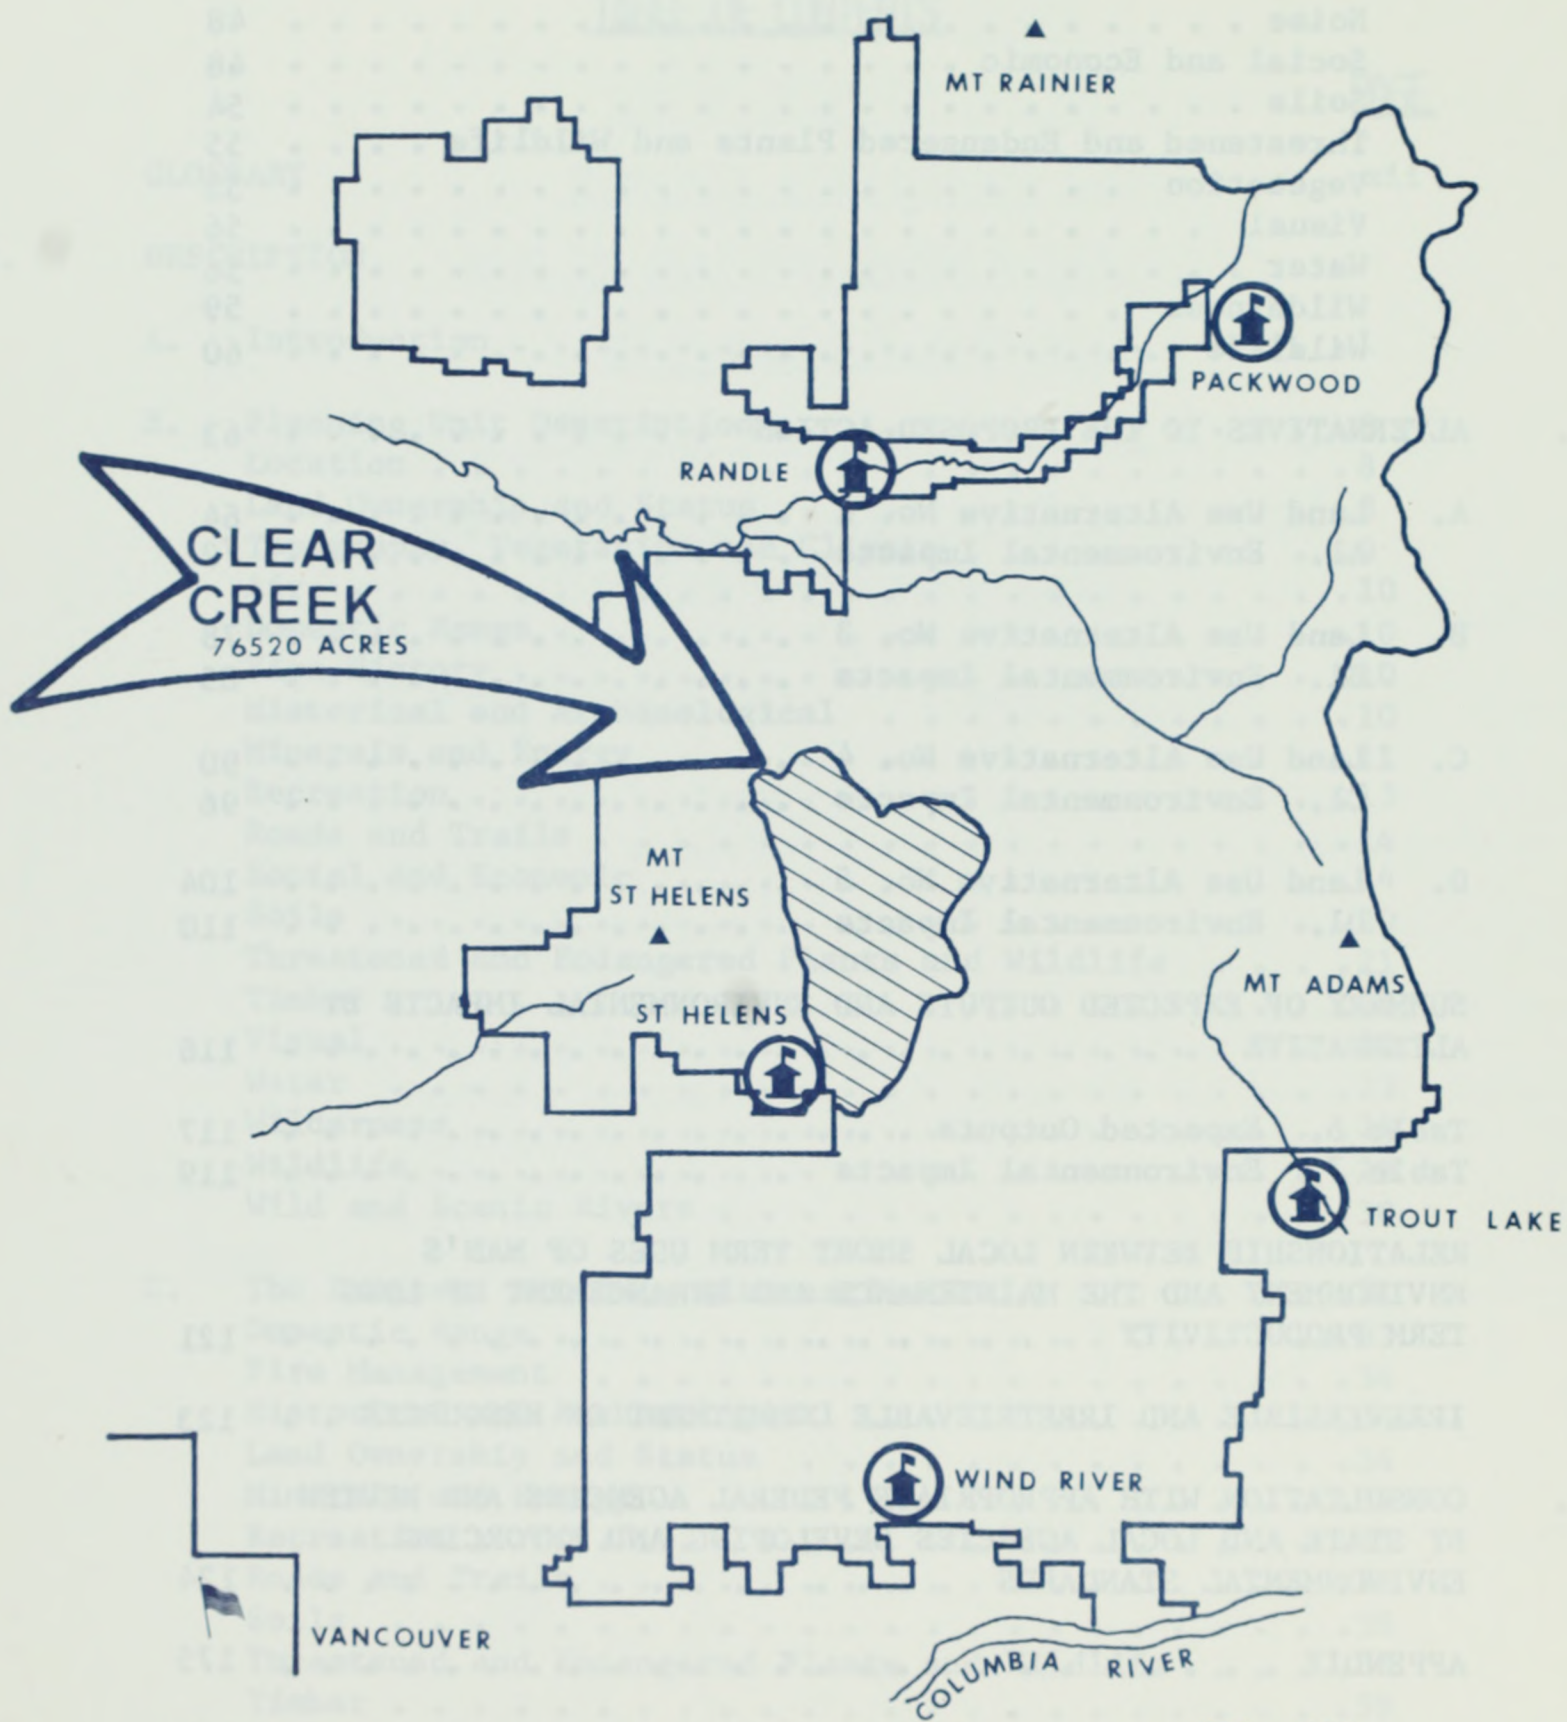 MT RAINIER
PACKWOOD
RANDLE
CLEAR
CREEK
76520 ACRES
MT
ST HELENS
ST HELENS
MT ADAMS
TROUT LAKE
WIND RIVER
VANCOUVER
COLUMBIA RIVER